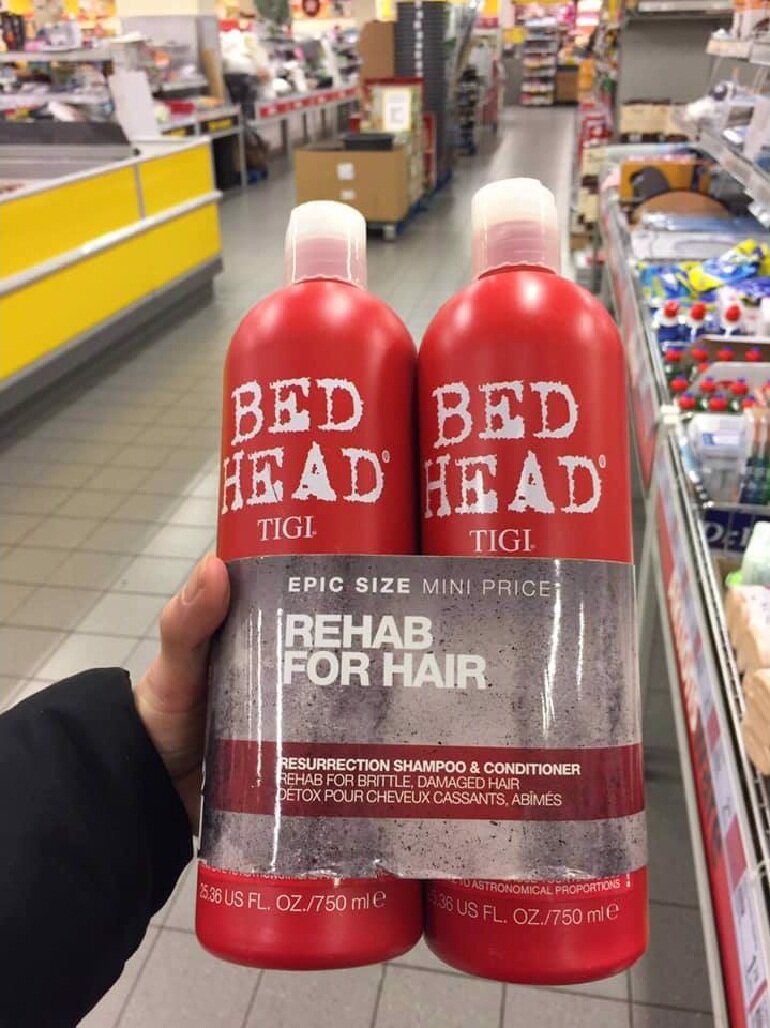 BED
HEAD®
TIGI
BED
HEAD®
TIGI
EPIC SIZE MINI PRICE
REHAB
FOR HAIR
RESURRECTION SHAMPOO & CONDITIONER
REHAB FOR BRITTLE, DAMAGED HAIR
DÉTOX POUR CHEVEUX CASSANTS, ABÎMÉS
TO ASTRONOMICAL PROPORTIONS
25.36 US FL. OZ./750 ml e
5.36 US FL. OZ./750 ml e